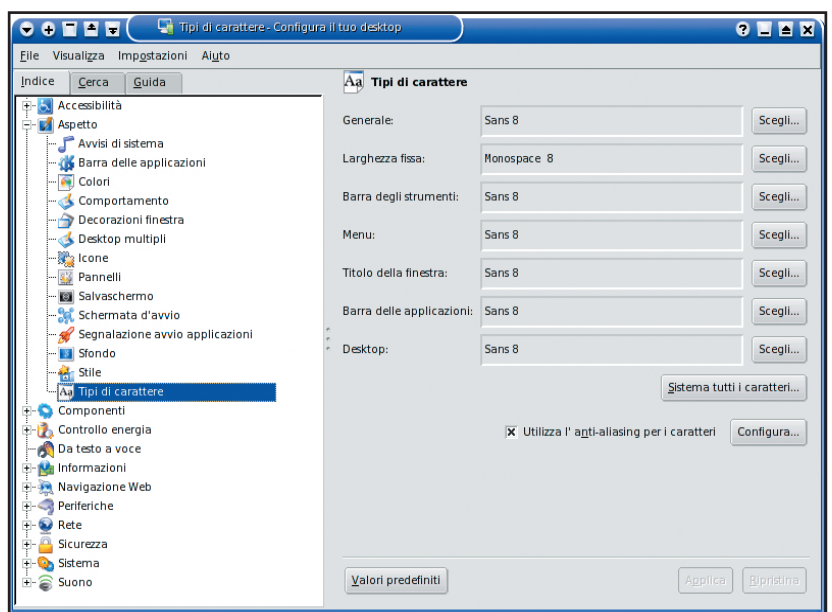 Tipi di carattere - Configura il tuo desktop
File Visualizza Impostazioni Aiuto
Indice Cerca Guida
Accessibilità
Aspetto
Avvisi di sistema
Barra delle applicazioni
Colori
Comportamento
Decorazioni finestra
Desktop multipli
Icone
Pannelli
Salvaschermo
Schermata d'avvio
Segnalazione avvio applicazioni
Sfondo
Stile
Tipi di carattere
Componenti
Controllo energia
Da testo a voce
Informazioni
Navigazione Web
Periferiche
Rete
Sicurezza
Sistema
Suono
Aa Tipi di carattere
Generale: Sans 8 Scegli...
Larghezza fissa: Monospace 8 Scegli...
Barra degli strumenti: Sans 8 Scegli...
Menu: Sans 8 Scegli...
Titolo della finestra: Sans 8 Scegli...
Barra delle applicazioni: Sans 8 Scegli...
Desktop: Sans 8 Scegli...
Sistema tutti i caratteri...
Utilizza l' anti-aliasing per i caratteri Configura...
Valori predefiniti Applica Ripristina